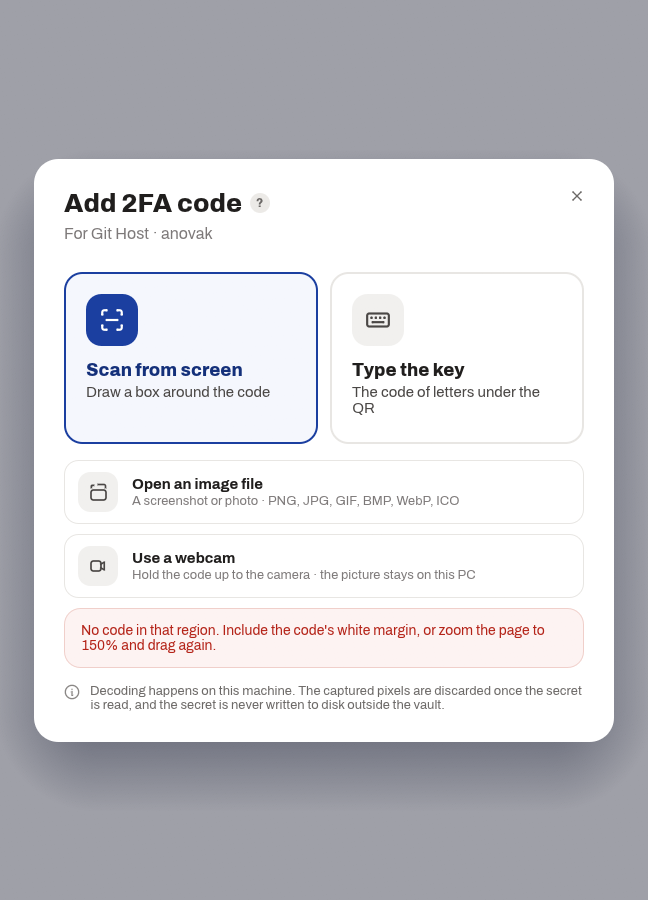 Add 2FA code ?
For Git Host · anovak
Scan from screen
Draw a box around the code
Type the key
The code of letters under the
QR
Open an image file
A screenshot or photo · PNG, JPG, GIF, BMP, WebP, ICO
Use a webcam
Hold the code up to the camera · the picture stays on this PC
No code in that region. Include the code's white margin, or zoom the page to
150% and drag again.
Decoding happens on this machine. The captured pixels are discarded once the secret
is read, and the secret is never written to disk outside the vault.